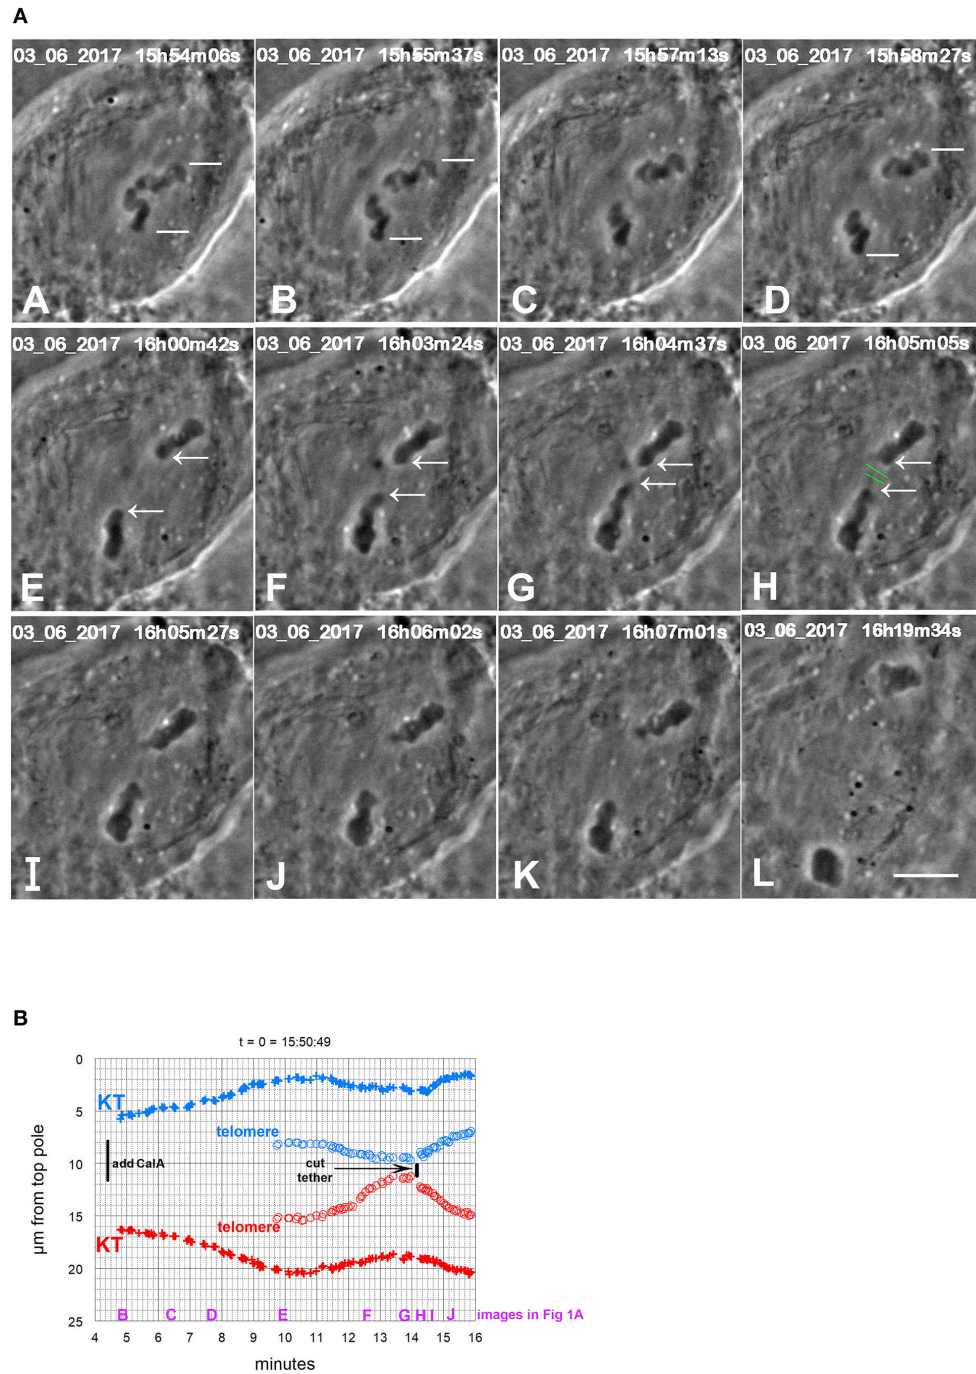 A
03_06_2017 15h54m06s
03_06_2017 15h55m37s
03_06_2017 15h57m13s
03_06_2017 15h58m27s
A
B
C
D
03_06_2017 16h00m42s
03_06_2017 16h03m24s
03_06_2017 16h04m37s
03_06_2017 16h05m05s
E
F
G
H
03_06_2017 16h05m27s
03_06_2017 16h06m02s
03_06_2017 16h07m01s
03_06_2017 16h19m34s
I
J
K
L
B
t = 0 = 15:50:49
µm from top pole
0
5
10
15
20
25
KT
telomere
add CalA
cut
tether
telomere
KT
B C D E F G H I J images in Fig 1A
4 5 6 7 8 9 10 11 12 13 14 15 16
minutes